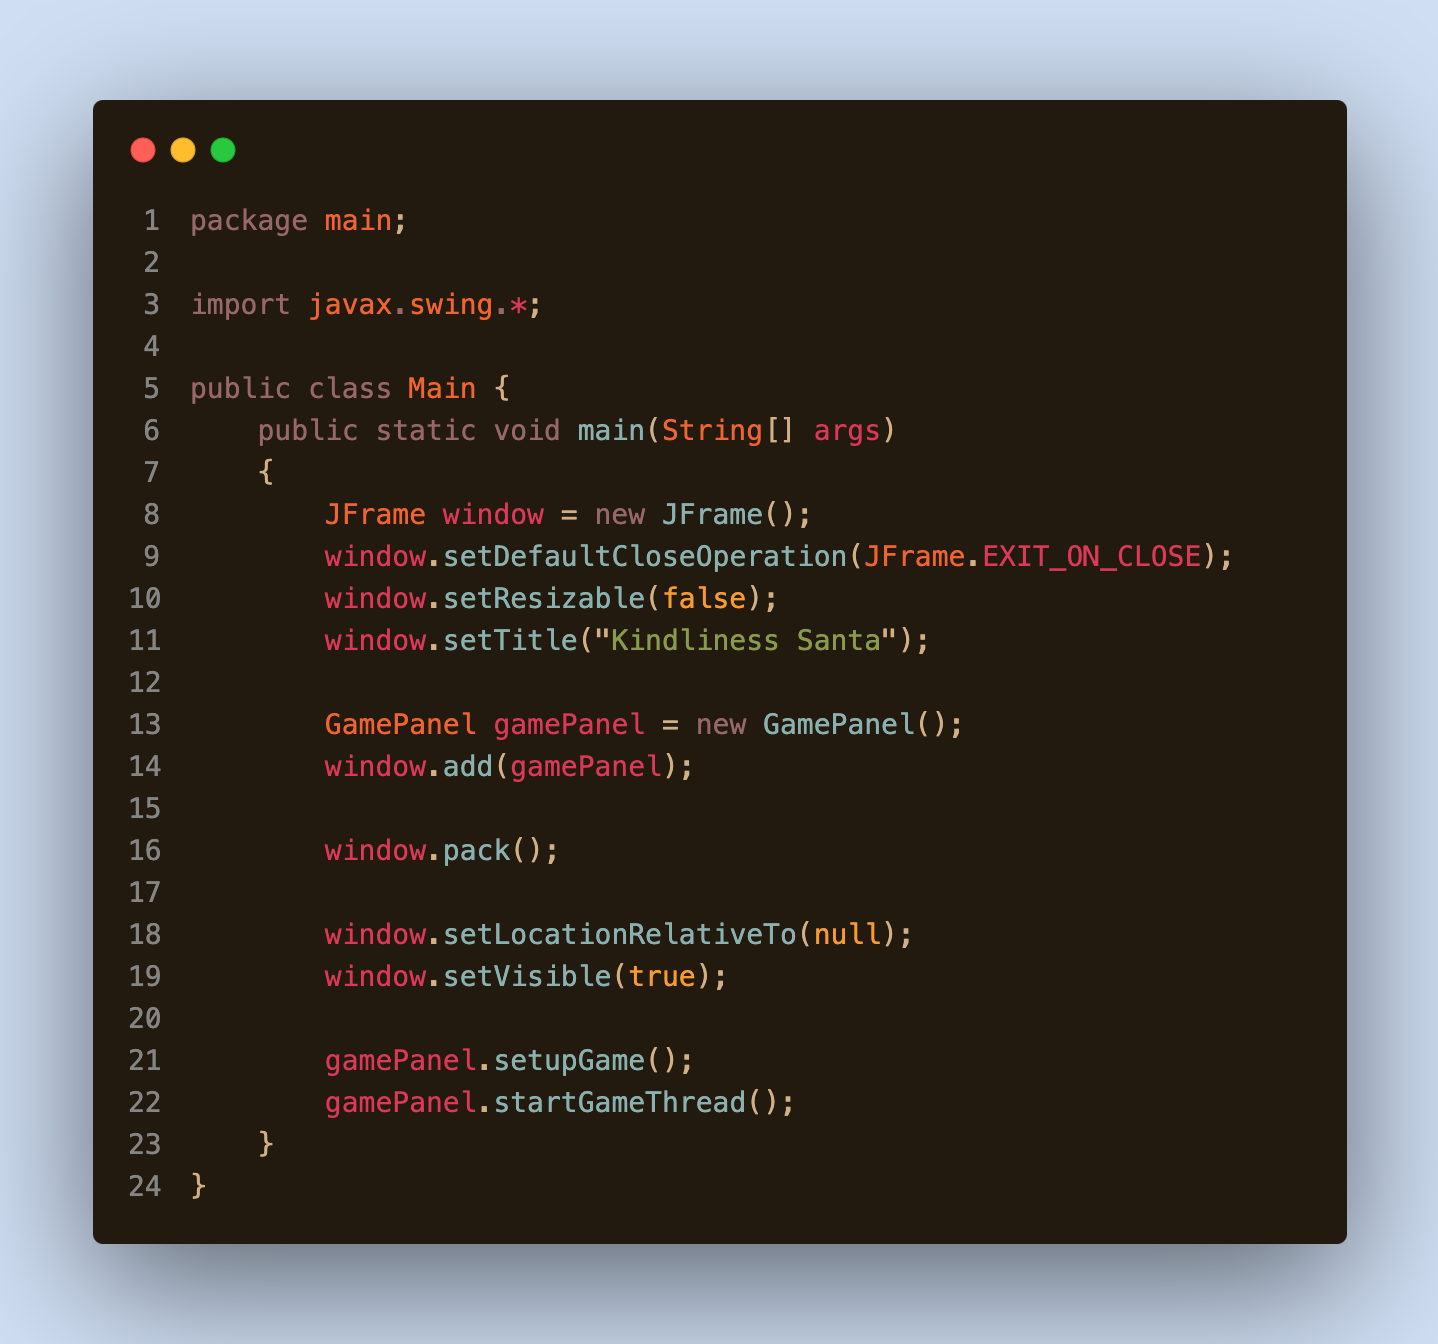 1 package main;
2
3 import javax.swing.*;
4
5 public class Main {
6     public static void main(String[] args)
7     {
8         JFrame window = new JFrame();
9         window.setDefaultCloseOperation(JFrame.EXIT_ON_CLOSE);
10         window.setResizable(false);
11         window.setTitle("Kindliness Santa");
12
13         GamePanel gamePanel = new GamePanel();
14         window.add(gamePanel);
15
16         window.pack();
17
18         window.setLocationRelativeTo(null);
19         window.setVisible(true);
20
21         gamePanel.setupGame();
22         gamePanel.startGameThread();
23     }
24 }